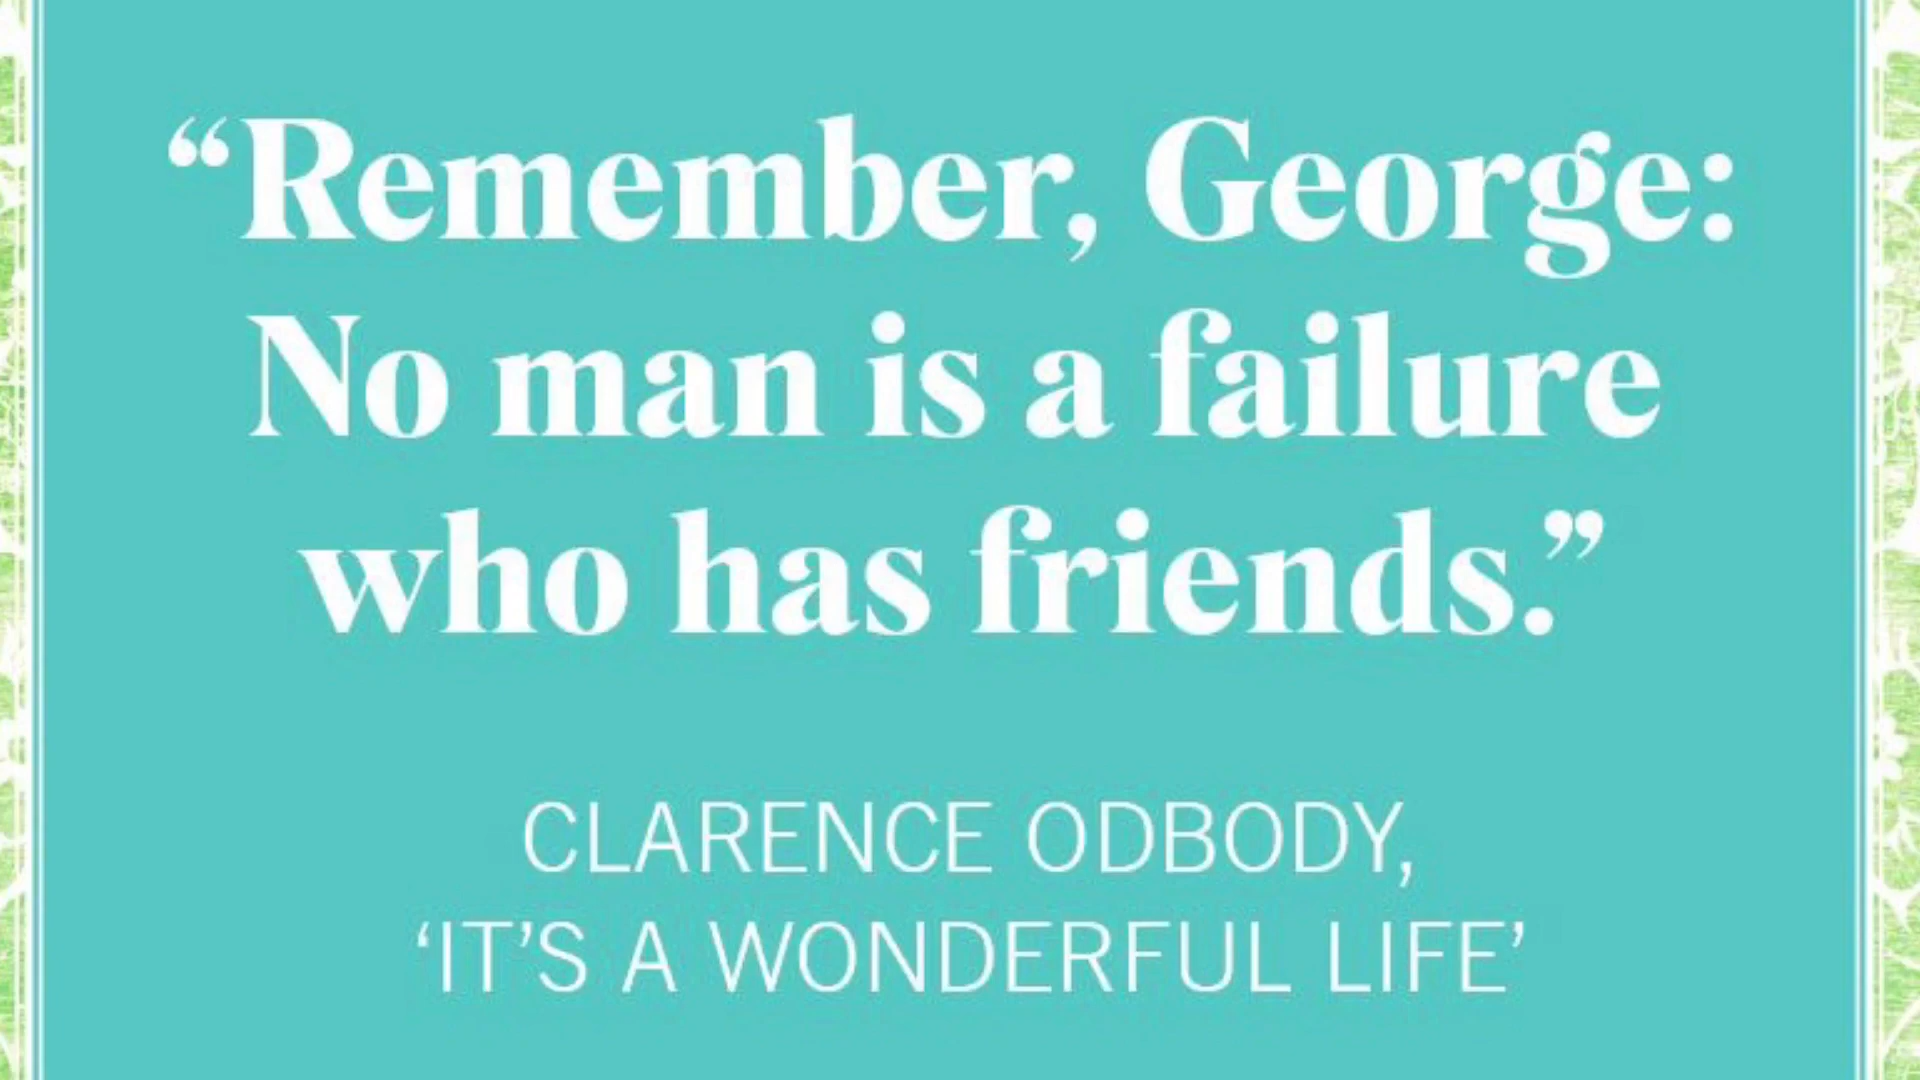 “Remember, George:
No man is a failure
who has friends.”
CLARENCE ODBODY,
‘IT’S A WONDERFUL LIFE’